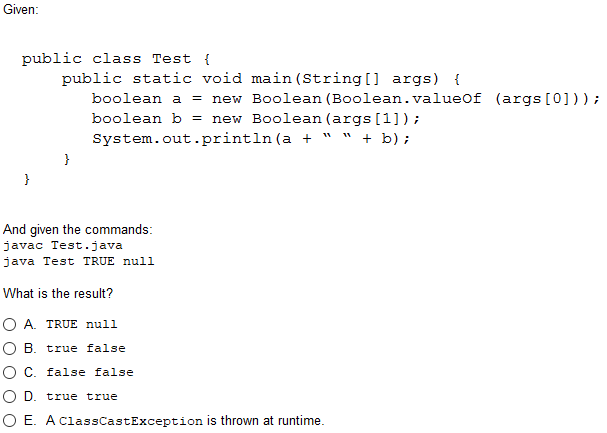 Given:
public class Test {
public static void main(String[] args) {
boolean a = new Boolean(Boolean.valueOf (args[0]));
boolean b = new Boolean(args[1]);
System.out.println(a + “ “ + b);
}
}
And given the commands:
javac Test.java
java Test TRUE null
What is the result?
A. TRUE null
B. true false
C. false false
D. true true
E. A ClassCastException is thrown at runtime.